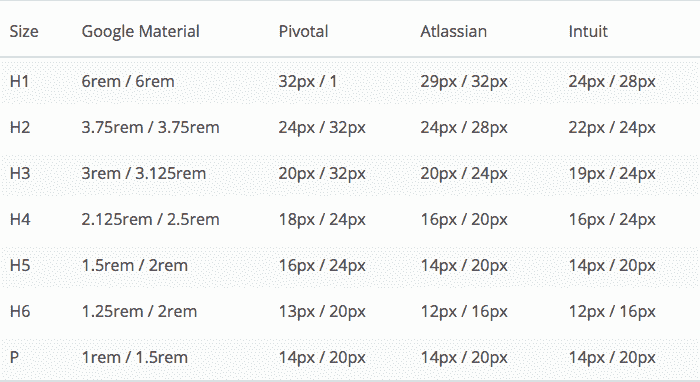 Size Google Material Pivotal Atlassian Intuit
H1 6rem / 6rem 32px / 1 29px / 32px 24px / 28px
H2 3.75rem / 3.75rem 24px / 32px 24px / 28px 22px / 24px
H3 3rem / 3.125rem 20px / 32px 20px / 24px 19px / 24px
H4 2.125rem / 2.5rem 18px / 24px 16px / 20px 16px / 24px
H5 1.5rem / 2rem 16px / 24px 14px / 20px 14px / 20px
H6 1.25rem / 2rem 13px / 20px 12px / 16px 12px / 16px
P 1rem / 1.5rem 14px / 20px 14px / 20px 14px / 20px